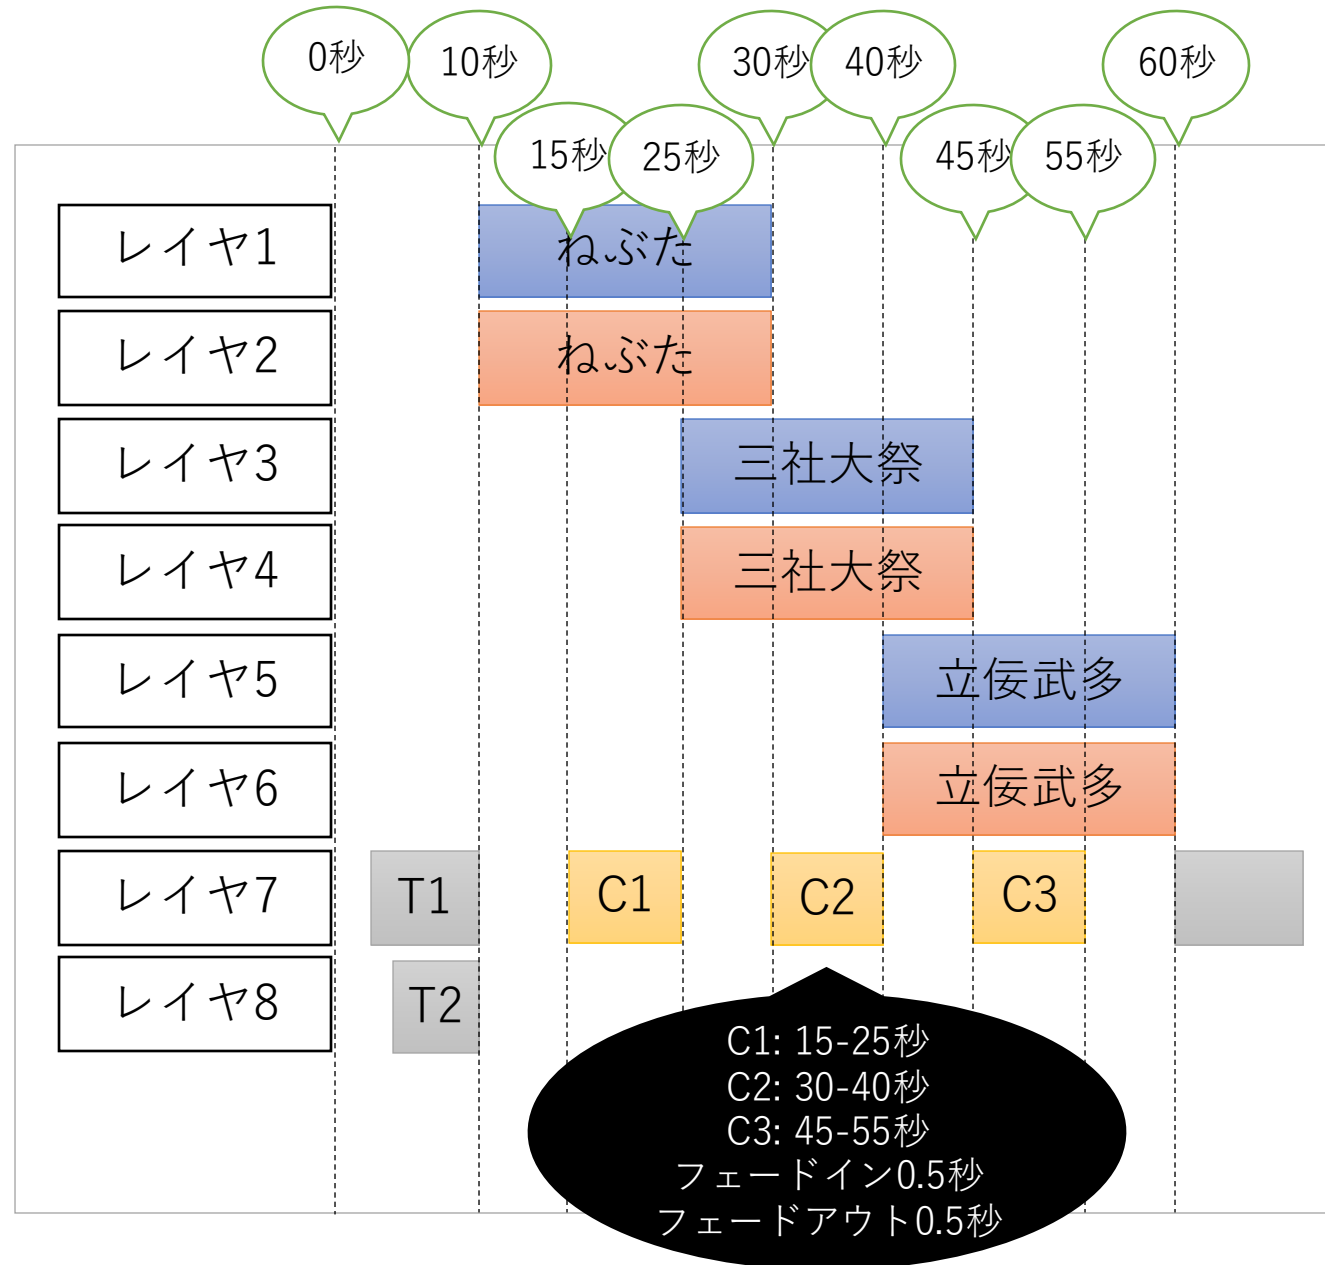 0秒
10秒
30秒
40秒
60秒
15秒
25秒
45秒
55秒
レイヤ1
ねぶた
レイヤ2
ねぶた
レイヤ3
三社大祭
レイヤ4
三社大祭
レイヤ5
立佞武多
レイヤ6
立佞武多
レイヤ7
T1
C1
C2
C3
レイヤ8
T2
C1: 15-25秒
C2: 30-40秒
C3: 45-55秒
フェードイン0.5秒
フェードアウト0.5秒